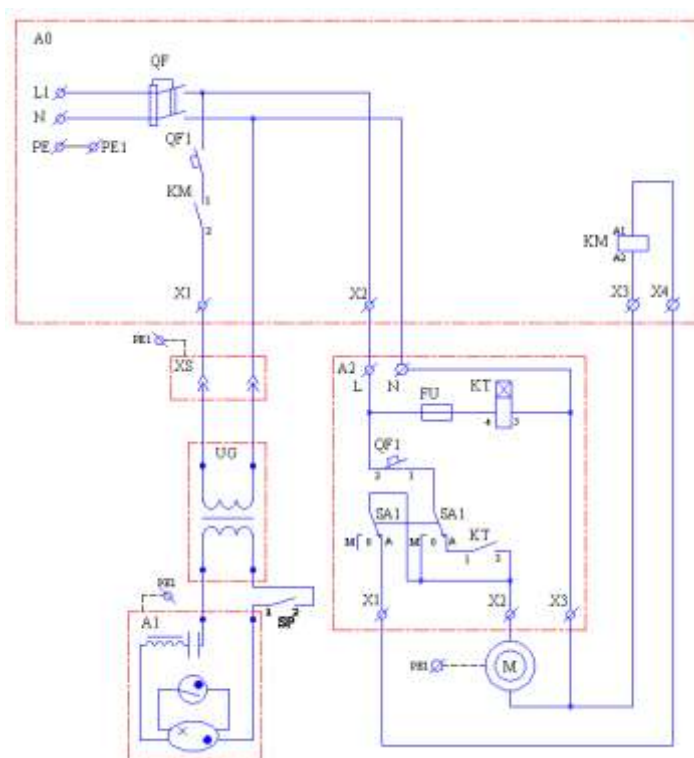 A0
QF
L1
N
PE PE1
QF1
KM 1
2
KM A1
A2
X1 X2 X3 X4
PE1
XS
A2 L N
FU KT
4 3
UG
QF1
2 1
SA1 SA1
M 0 A M 0 A
KT
1 2
X1 X2 X3
1 2
SP
A1
PE1 M